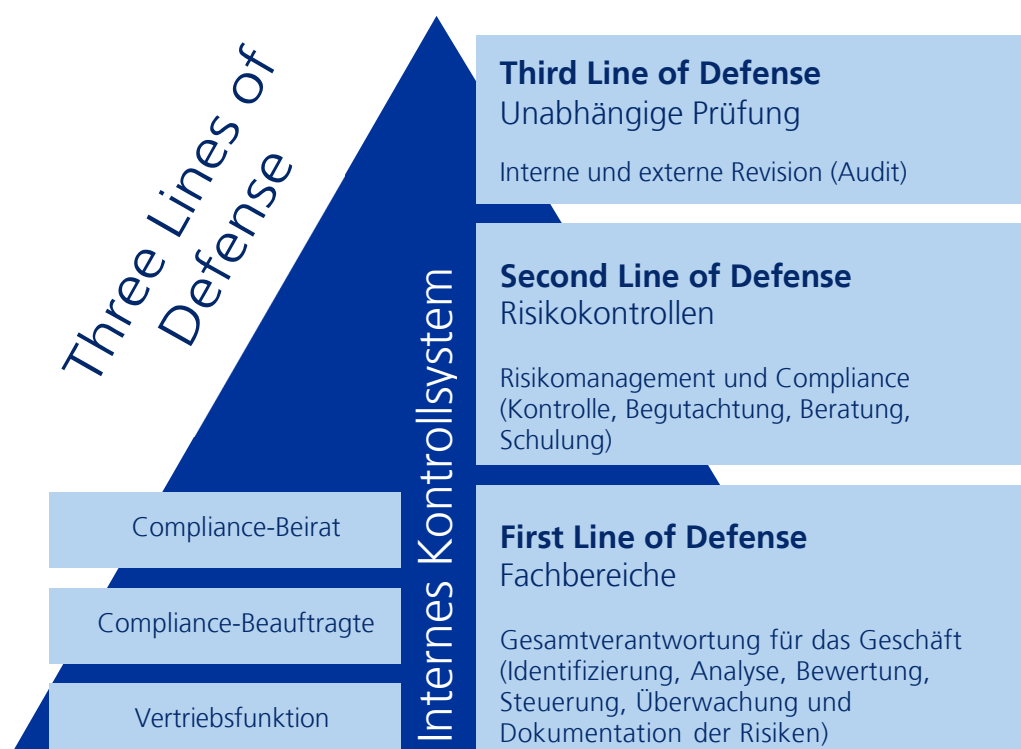 Three Lines of
Defense
Third Line of Defense
Unabhängige Prüfung
Interne und externe Revision (Audit)
Second Line of Defense
Risikokontrollen
Risikomanagement und Compliance
(Kontrolle, Begutachtung, Beratung,
Schulung)
First Line of Defense
Fachbereiche
Gesamtverantwortung für das Geschäft
(Identifizierung, Analyse, Bewertung,
Steuerung, Überwachung und
Dokumentation der Risiken)
Internes Kontrollsystem
Compliance-Beirat
Compliance-Beauftragte
Vertriebsfunktion